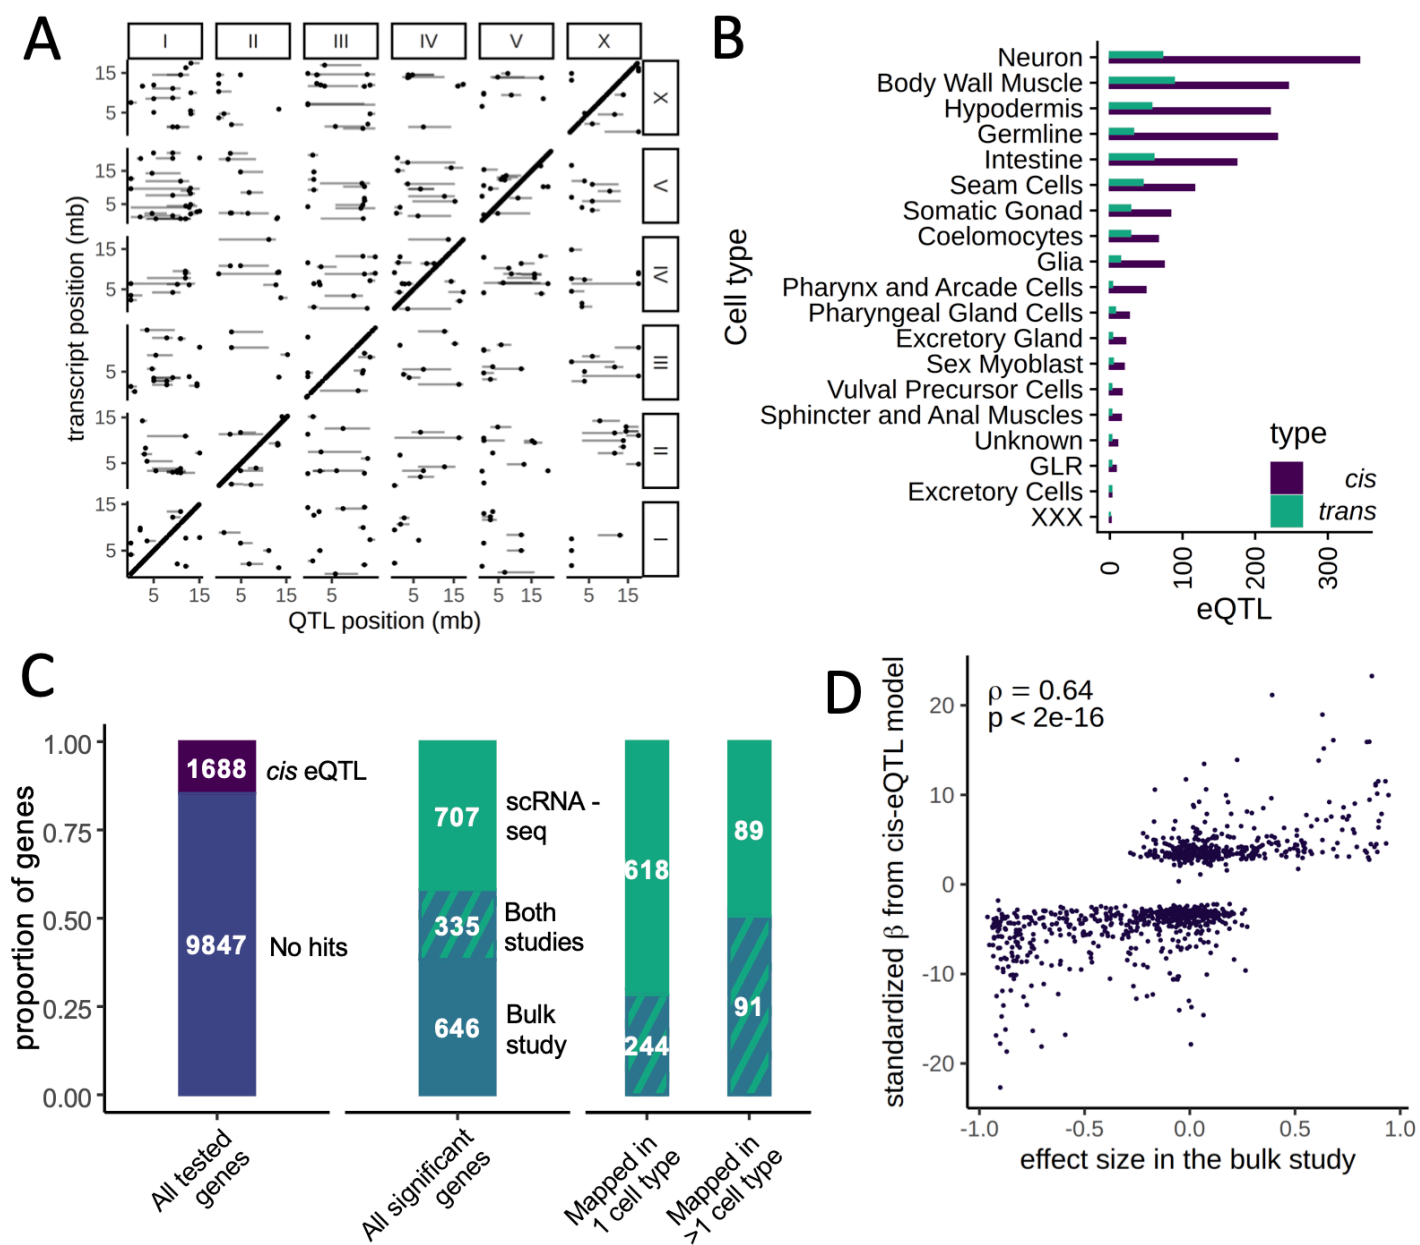 A
I II III IV V X
transcript position (mb)
15
5
X
15
5
V
15
5
IV
5
III
15
5
II
15
5
I
5 15 5 15 5 15 5 15 5 15 5 15
QTL position (mb)
B
Cell type
Neuron
Body Wall Muscle
Hypodermis
Germline
Intestine
Seam Cells
Somatic Gonad
Coelomocytes
Glia
Pharynx and Arcade Cells
Pharyngeal Gland Cells
Excretory Gland
Sex Myoblast
Vulval Precursor Cells
Sphincter and Anal Muscles
Unknown
GLR
Excretory Cells
XXX
type
cis
trans
0 100 200 300
eQTL
C
proportion of genes
1.00
0.75
0.50
0.25
0.00
1688
cis eQTL
9847
No hits
707
scRNA -
seq
335
Both
studies
646
Bulk
study
618
244
89
91
All tested
genes
All significant
genes
Mapped in
1 cell type
Mapped in
>1 cell type
D
standardized β from cis-eQTL model
ρ = 0.64
p < 2e-16
20
10
0
-10
-20
-1.0 -0.5 0.0 0.5 1.0
effect size in the bulk study